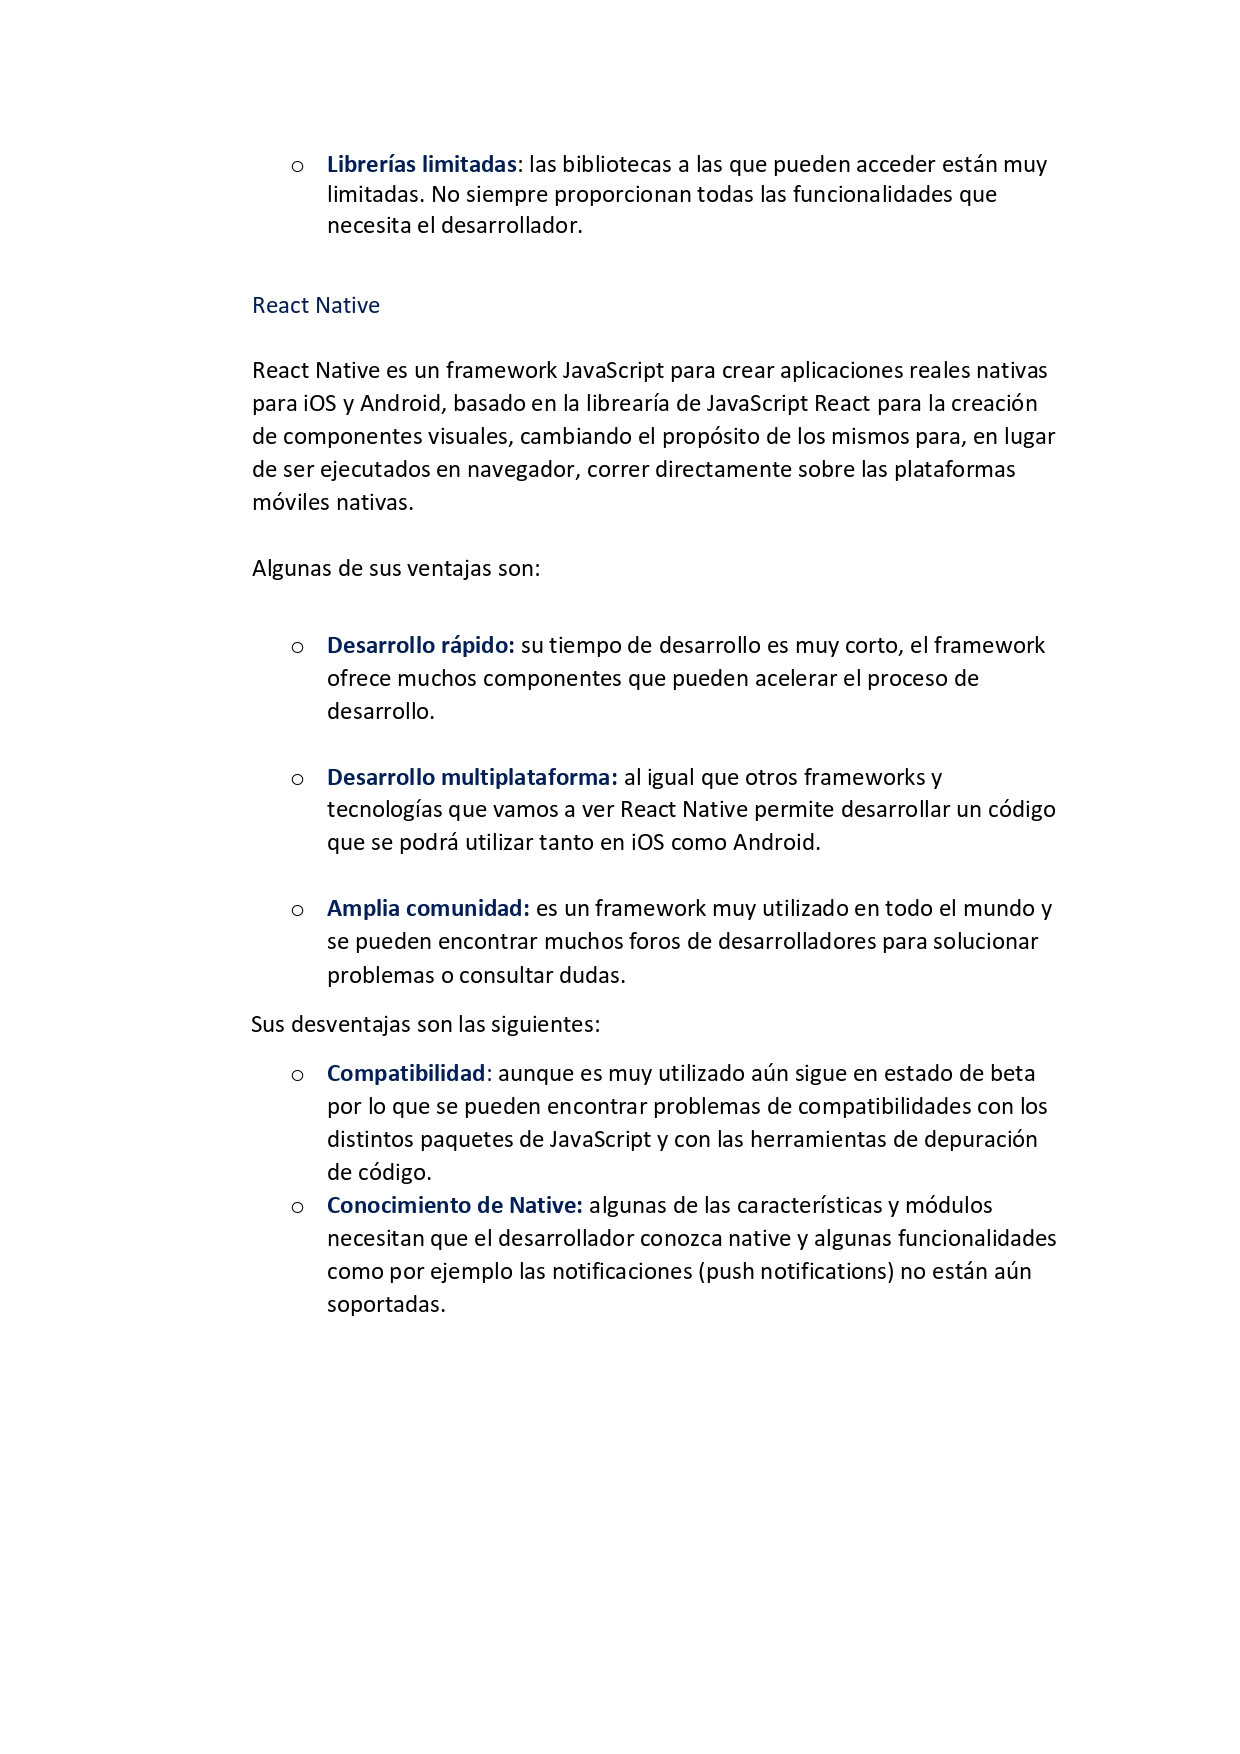 o Librerías limitadas: las bibliotecas a las que pueden acceder están muy
limitadas. No siempre proporcionan todas las funcionalidades que
necesita el desarrollador.
React Native
React Native es un framework JavaScript para crear aplicaciones reales nativas
para iOS y Android, basado en la librearía de JavaScript React para la creación
de componentes visuales, cambiando el propósito de los mismos para, en lugar
de ser ejecutados en navegador, correr directamente sobre las plataformas
móviles nativas.
Algunas de sus ventajas son:
o Desarrollo rápido: su tiempo de desarrollo es muy corto, el framework
ofrece muchos componentes que pueden acelerar el proceso de
desarrollo.
o Desarrollo multiplataforma: al igual que otros frameworks y
tecnologías que vamos a ver React Native permite desarrollar un código
que se podrá utilizar tanto en iOS como Android.
o Amplia comunidad: es un framework muy utilizado en todo el mundo y
se pueden encontrar muchos foros de desarrolladores para solucionar
problemas o consultar dudas.
Sus desventajas son las siguientes:
o Compatibilidad: aunque es muy utilizado aún sigue en estado de beta
por lo que se pueden encontrar problemas de compatibilidades con los
distintos paquetes de JavaScript y con las herramientas de depuración
de código.
o Conocimiento de Native: algunas de las características y módulos
necesitan que el desarrollador conozca native y algunas funcionalidades
como por ejemplo las notificaciones (push notifications) no están aún
soportadas.